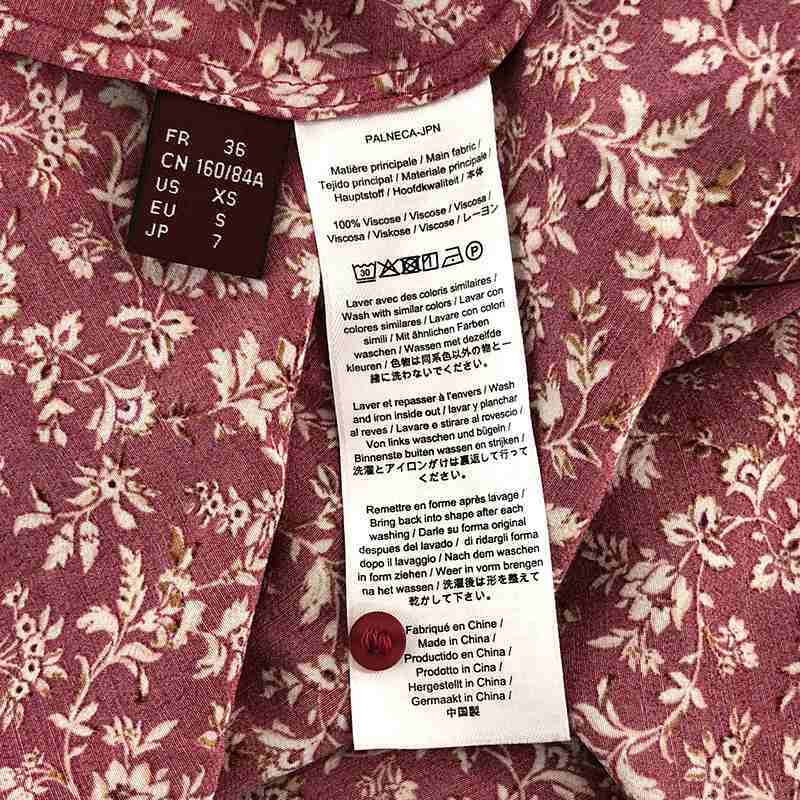 FR 36
CN 160/84A
US XS
EU S
JP 7
PALNECA-JPN
Matière principale / Main fabric /
Tejido principal / Materiale principale /
Hauptstoff / Hoofdkwaliteit / 本体
100% Viscose / Viscose / Viscosa /
Viscosa / Viskose / Viscose / レーヨン
30 P
Laver avec des coloris similaires /
Wash with similar colors / Lavar con
colores similares / Lavare con colori
simili / Mit ähnlichen Farben
waschen / Wassen met dezelfde
kleuren / 色物は同系色以外の物と一
緒に洗わないでください。
Laver et repasser à l'envers / Wash
and iron inside out / lavar y planchar
al reves / Lavare e stirare al rovescio /
Von links waschen und bügeln /
Binnenste buiten wassen en strijken /
洗濯とアイロンがけは裏返して行って
ください。
Remettre en forme après lavage /
Bring back into shape after each
washing / Darle su forma original
despues del lavado / di ridargli forma
dopo il lavaggio / Nach dem waschen
in form ziehen / Weer in vorm brengen
na het wassen / 洗濯後は形を整えて
乾かして下さい。
Fabriqué en Chine /
Made in China /
Producido en China /
Prodotto in Cina /
Hergestellt in China /
Germaakt in China /
中国製